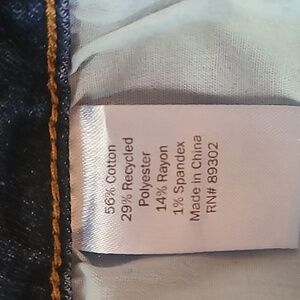 56% Cotton
29% Recycled
Polyester
14% Rayon
1% Spandex
Made in China
RN# 89302